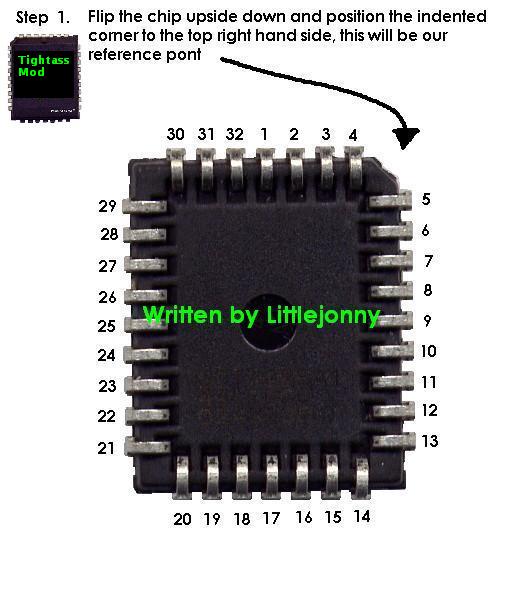 Step 1. Flip the chip upside down and position the indented
corner to the top right hand side, this will be our
reference pont
Tightass
Mod
30 31 32 1 2 3 4
29 5
28 6
27 7
26 8
Written by Littlejonny
25 9
24 10
23 11
22 12
21 13
20 19 18 17 16 15 14